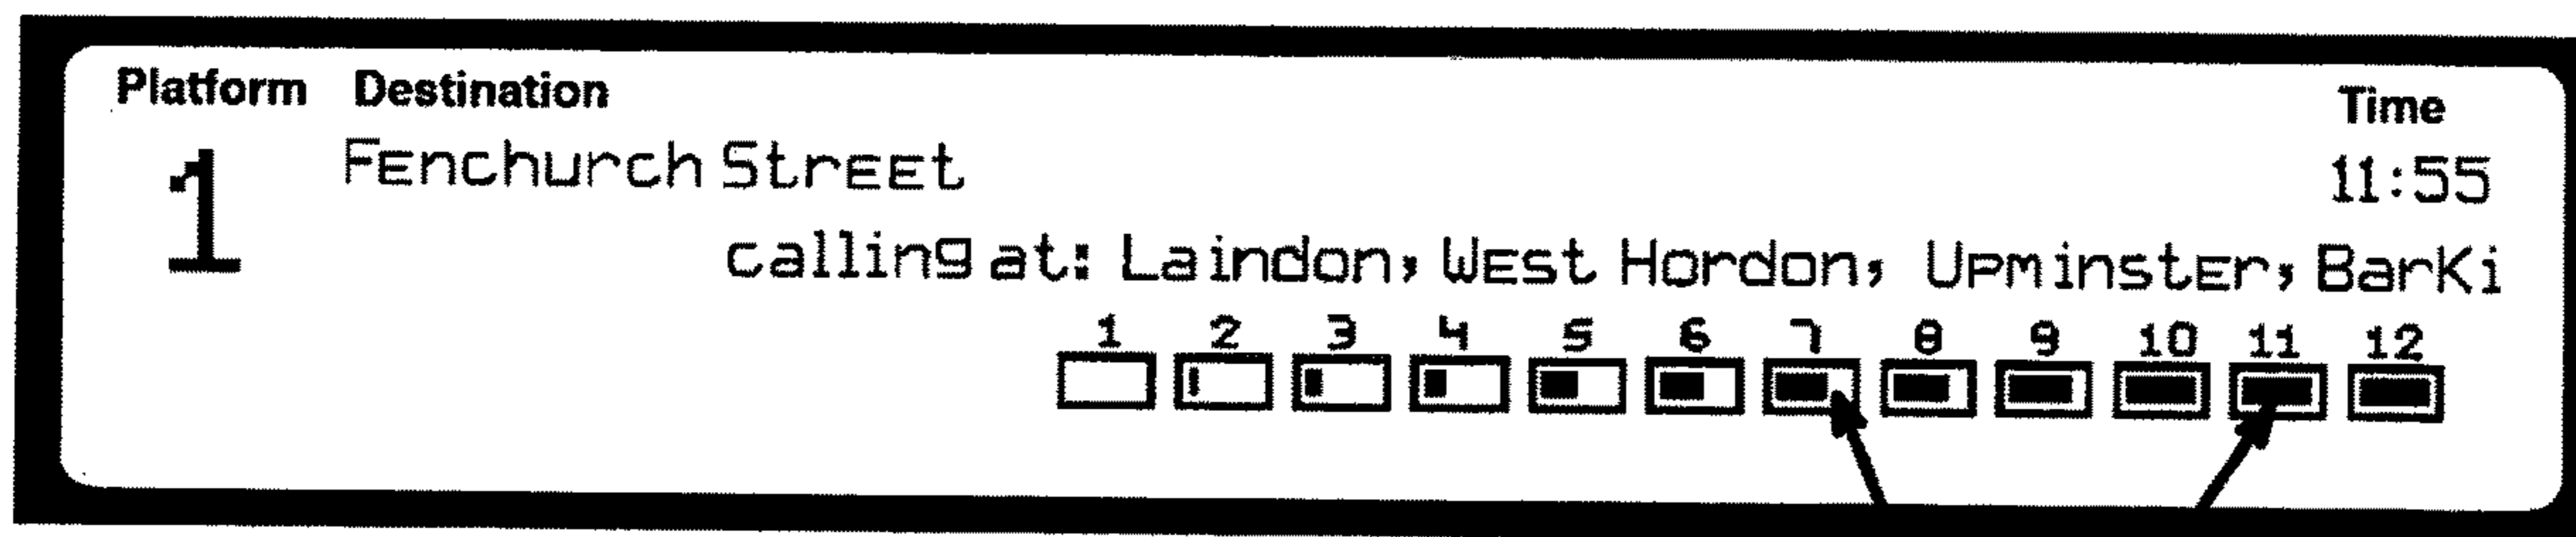 Platform Destination Time
1 Fenchurch Street 11:55
calling at: Laindon, West Hordon, Upminster, BarKi
1 2 3 4 5 6 7 8 9 10 11 12